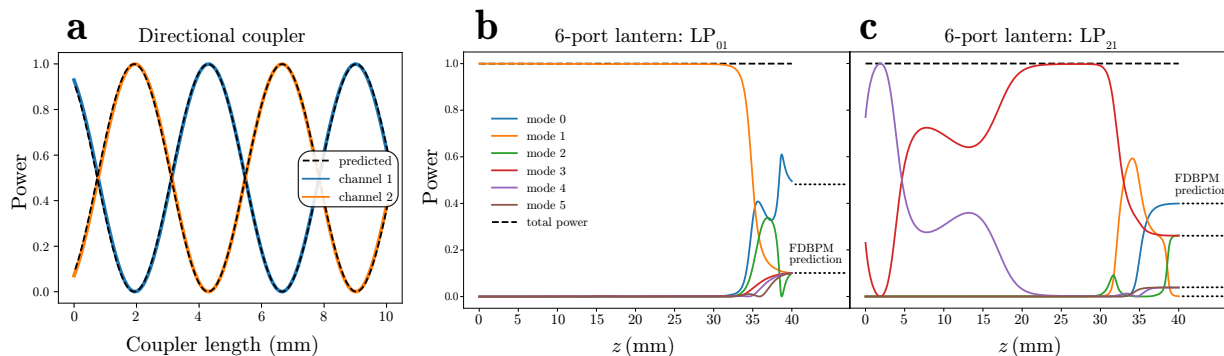 a
Directional coupler
Power
1.0
0.8
0.6
0.4
0.2
0.0
0
2
4
6
8
10
Coupler length (mm)
predicted
channel 1
channel 2
b
6-port lantern: LP01
Power
1.0
0.8
0.6
0.4
0.2
0.0
0
5
10
15
20
25
30
35
40
z (mm)
mode 0
mode 1
mode 2
mode 3
mode 4
mode 5
total power
FDBPM
prediction
c
6-port lantern: LP21
0
5
10
15
20
25
30
35
40
z (mm)
FDBPM
prediction